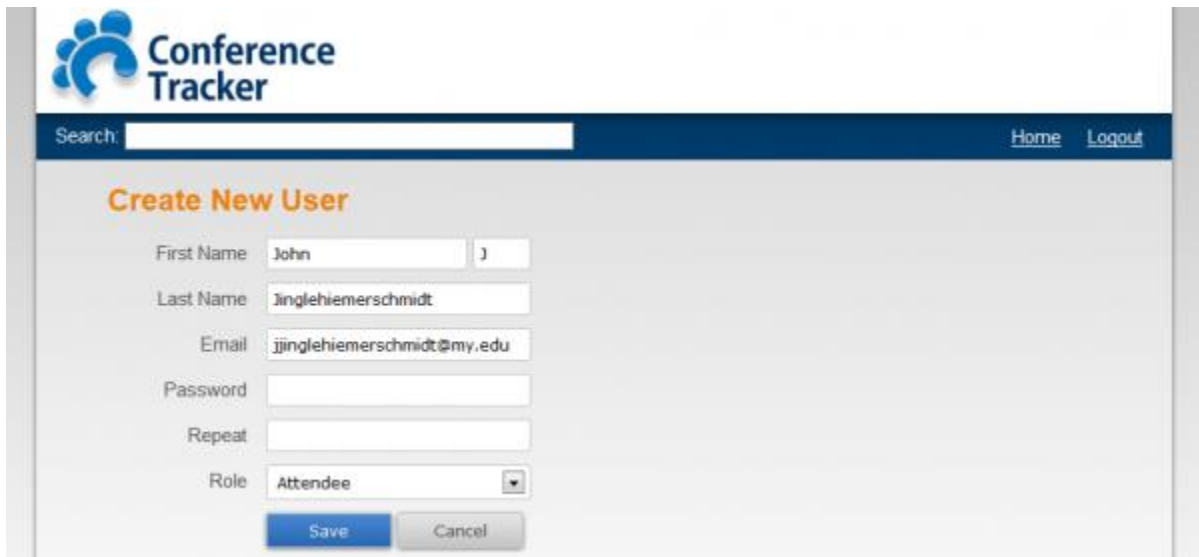 Conference
Tracker
Search: Home Logout
Create New User
First Name John J
Last Name Jinglehiemerschmidt
Email jjinglehiemerschmidt@my.edu
Password
Repeat
Role Attendee
Save Cancel